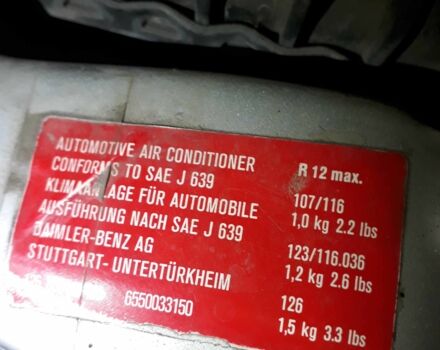 AUTOMOTIVE AIR CONDITIONER
CONFORMS TO SAE J 639
KLIMAANLAGE FÜR AUTOMOBILE
AUSFÜHRUNG NACH SAE J 639
DAIMLER-BENZ AG
STUTTGART- UNTERTÜRKHEIM
6550033150
R 12 max.
107/116
1,0 kg 2.2 lbs
123/116.036
1,2 kg 2.6 lbs
126
1,5 kg 3.3 lbs